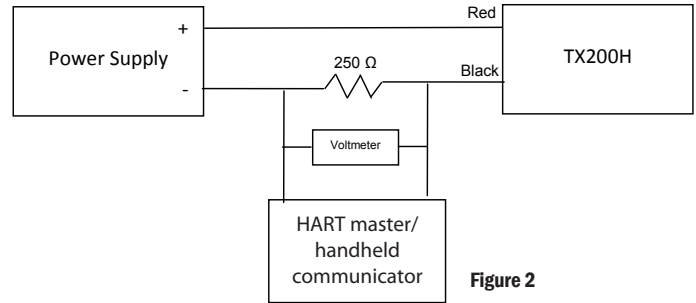 Red
+
Power Supply
TX200H
250 Ω
Black
-
Voltmeter
HART master/
handheld
communicator
Figure 2